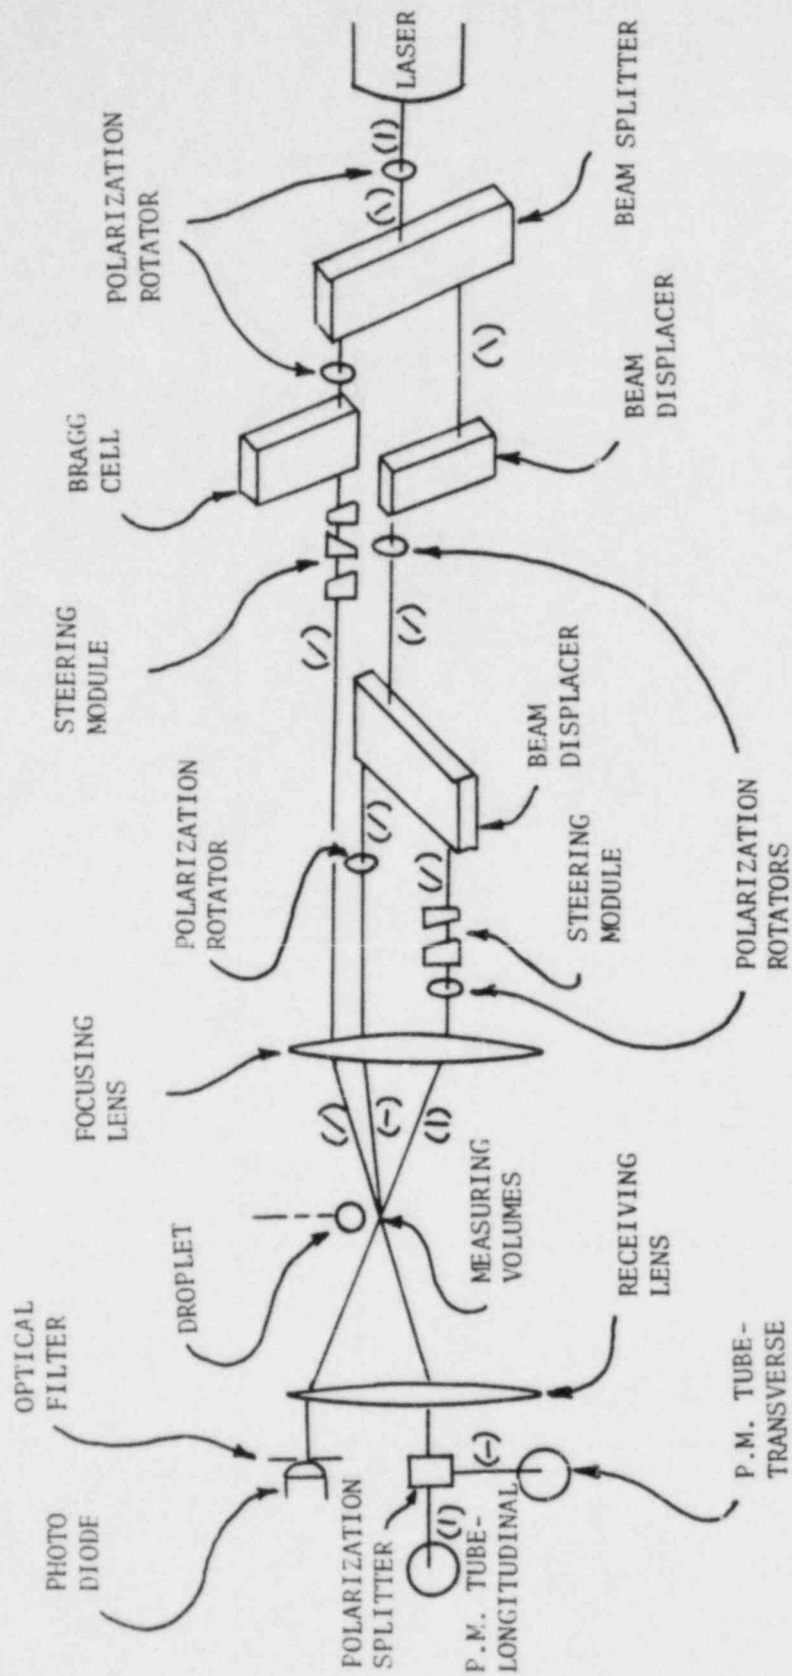 PHOTO
DIODE
OPTICAL
FILTER
DROPLET
FOCUSING
LENS
POLARIZATION
ROTATOR
STEERING
MODULE
BRAGG
CELL
POLARIZATION
ROTATOR
LASER
(|)
(\)
(\)
(/)
(/)
(/)
(/)
(/)
(-)
(|)
(-)
(|)
POLARIZATION
SPLITTER
P.M. TUBE-
LONGITUDINAL
P.M. TUBE-
TRANSVERSE
RECEIVING
LENS
MEASURING
VOLUMES
STEERING
MODULE
BEAM
DISPLACER
POLARIZATION
ROTATORS
BEAM
DISPLACER
BEAM SPLITTER